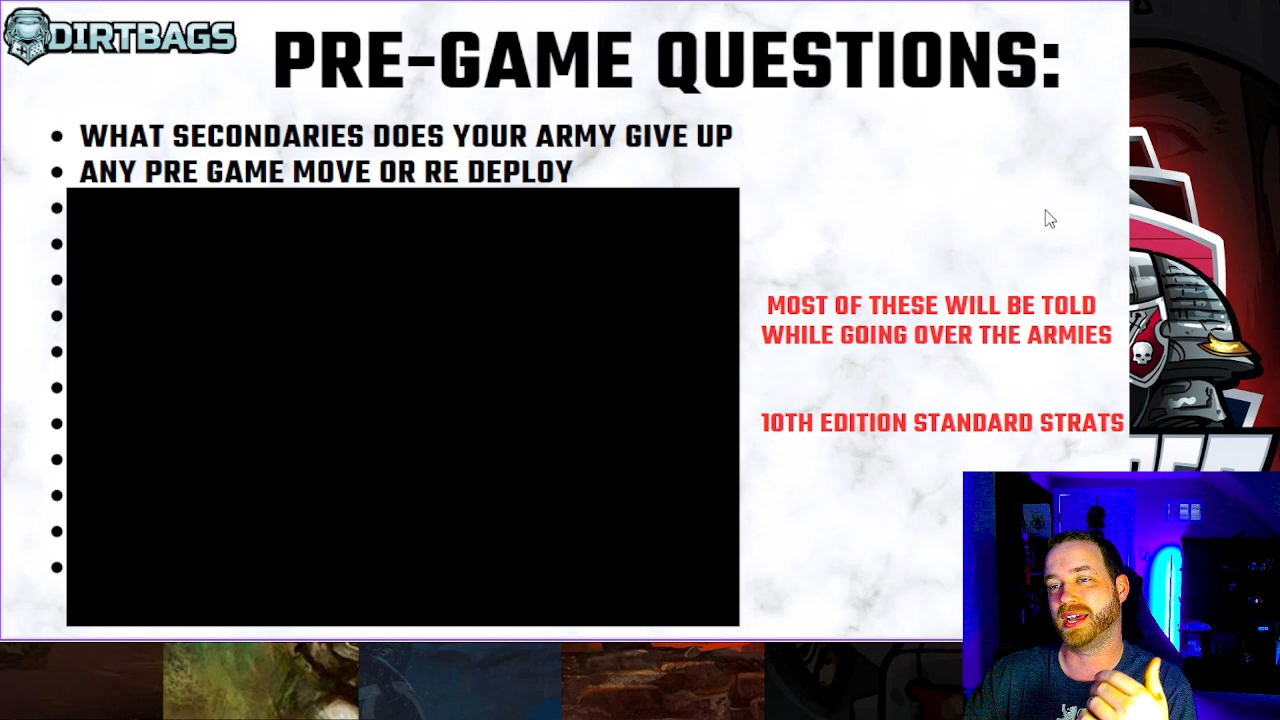 DIRTBAGS
PRE-GAME QUESTIONS:
• WHAT SECONDARIES DOES YOUR ARMY GIVE UP
• ANY PRE GAME MOVE OR RE DEPLOY
MOST OF THESE WILL BE TOLD
WHILE GOING OVER THE ARMIES
10TH EDITION STANDARD STRATS